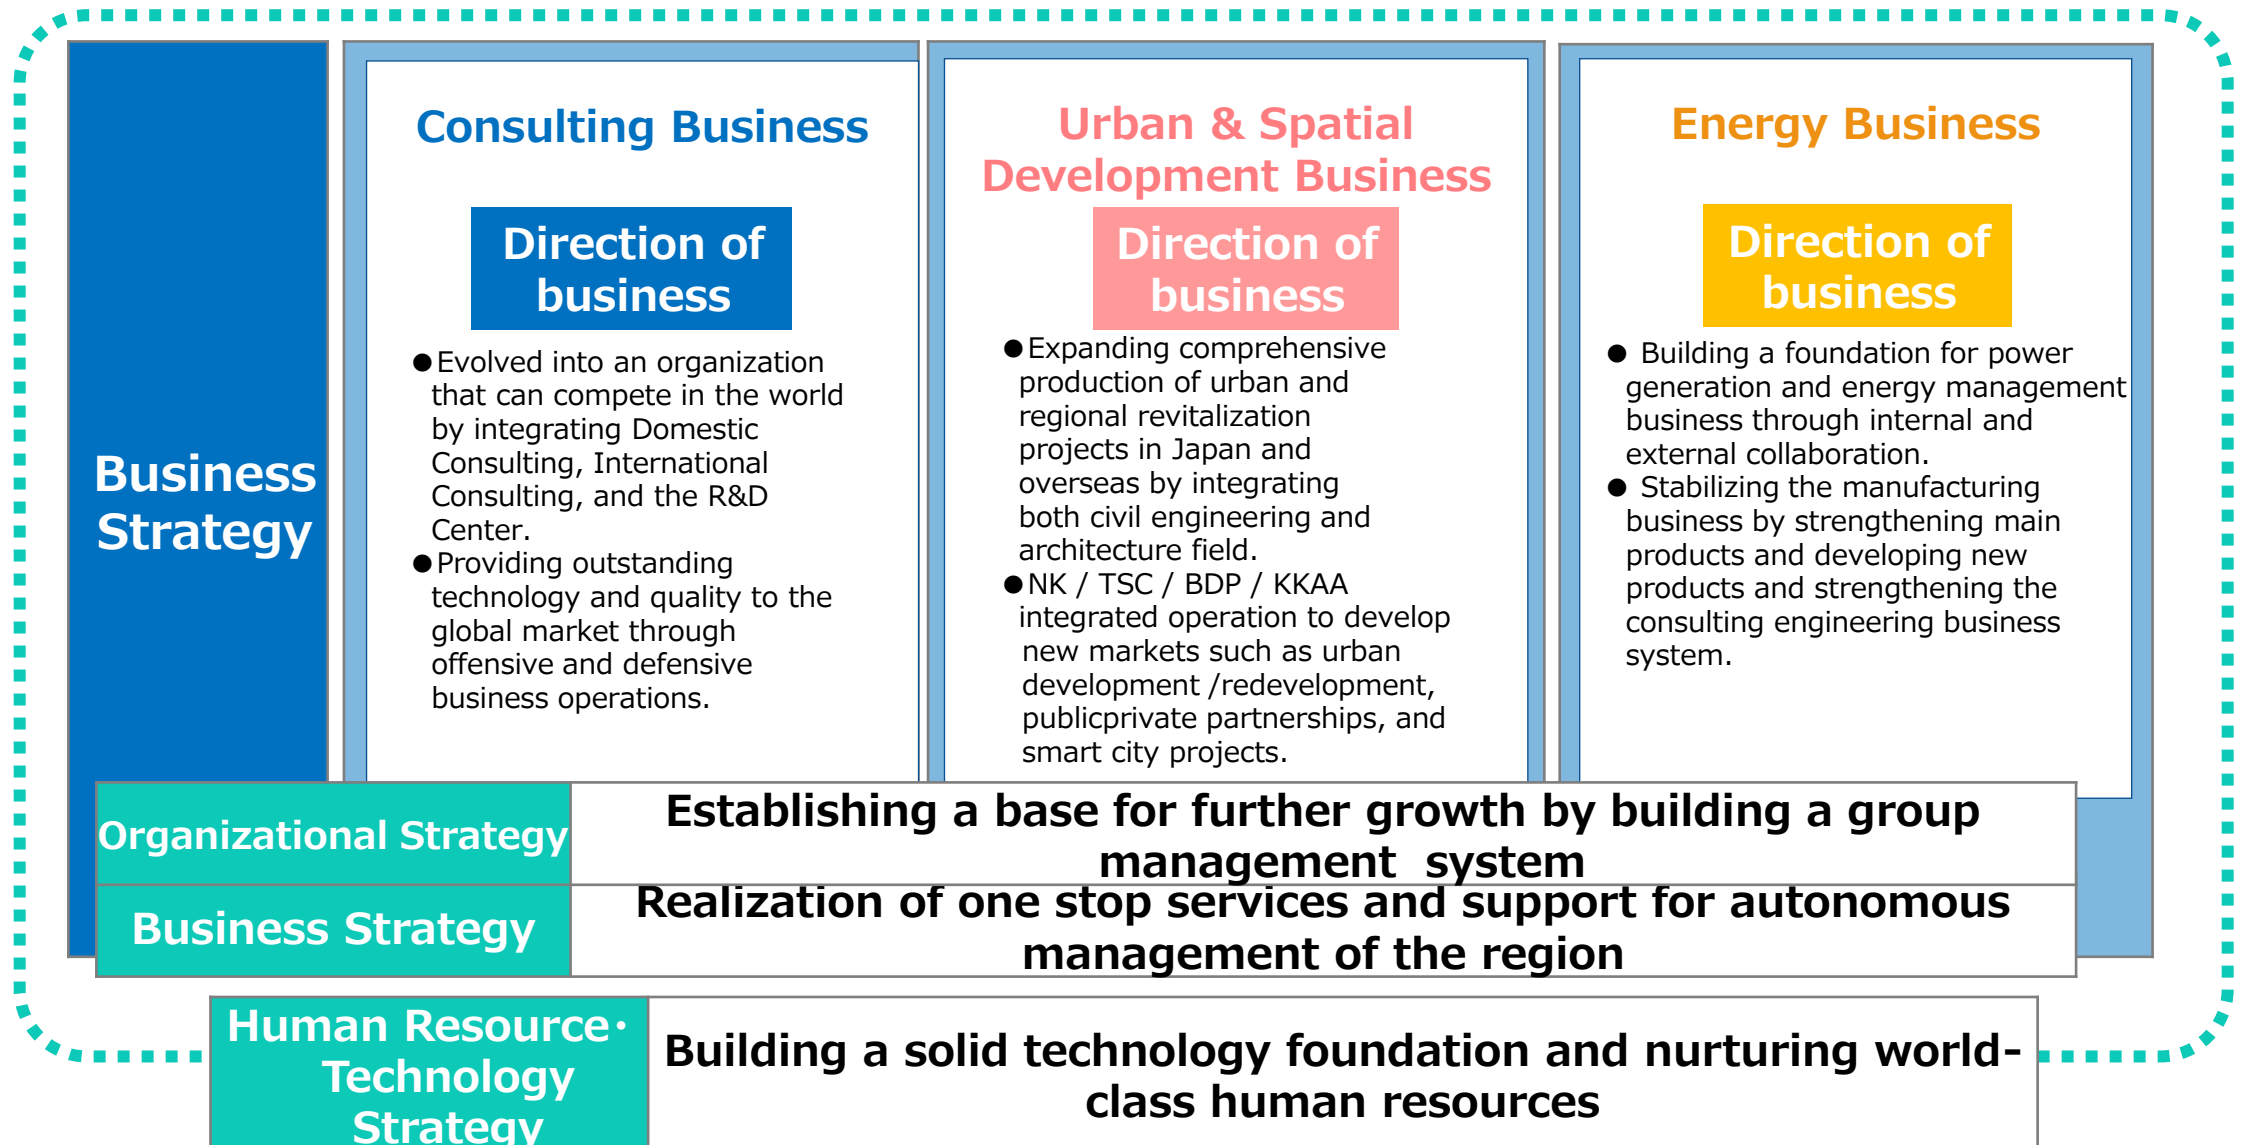 Business
Strategy
Consulting Business
Direction of
business
●Evolved into an organization
that can compete in the world
by integrating Domestic
Consulting, International
Consulting, and the R&D
Center.
●Providing outstanding
technology and quality to the
global market through
offensive and defensive
business operations.
Urban & Spatial
Development Business
Direction of
business
●Expanding comprehensive
production of urban and
regional revitalization
projects in Japan and
overseas by integrating
both civil engineering and
architecture field.
●NK / TSC / BDP / KKAA
integrated operation to develop
new markets such as urban
development /redevelopment,
publicprivate partnerships, and
smart city projects.
Energy Business
Direction of
business
● Building a foundation for power
generation and energy management
business through internal and
external collaboration.
● Stabilizing the manufacturing
business by strengthening main
products and developing new
products and strengthening the
consulting engineering business
system.
Organizational Strategy
Establishing a base for further growth by building a group
management system
Business Strategy
Realization of one stop services and support for autonomous
management of the region
Human Resource･
Technology
Strategy
Building a solid technology foundation and nurturing world-
class human resources